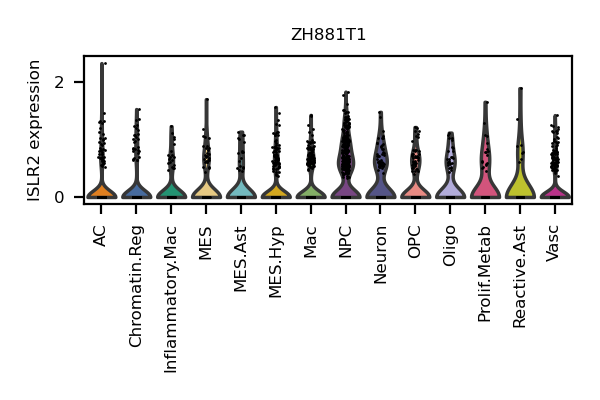 ZH881T1
ISLR2 expression
2
0
AC
Chromatin.Reg
Inflammatory.Mac
MES
MES.Ast
MES.Hyp
Mac
NPC
Neuron
OPC
Oligo
Prolif.Metab
Reactive.Ast
Vasc